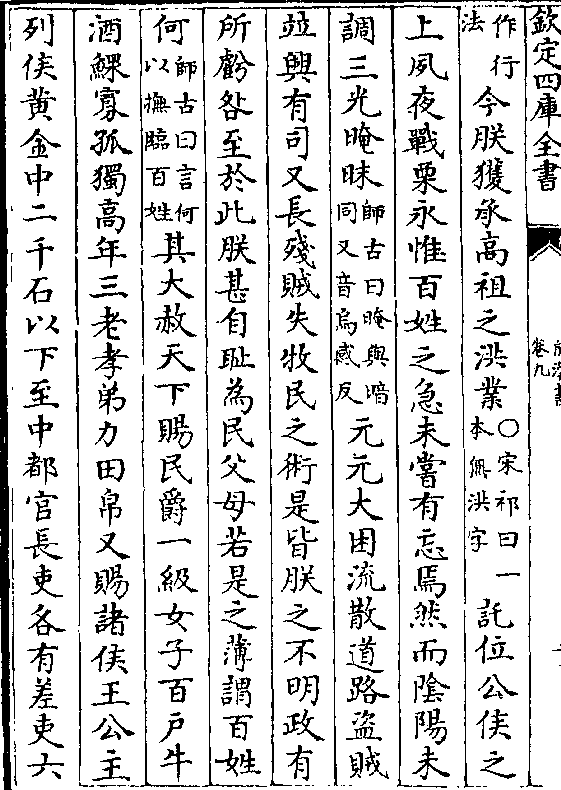 欽定四庫全書
卷九
作行法今朕獲承高祖之洪業○宋祁曰一本無洪字託位公侯之
上夙夜戰栗永惟百姓之急未嘗有忘焉然而陰陽未
調三光晻昧師古曰晻與暗同又音烏感反元元大困流散道路盜賊
並興有司又長殘賊失牧民之術是皆朕之不明政有
所虧咎至於此朕甚自耻為民父母若是之薄謂百姓
何師古曰言何以撫臨百姓其大赦天下賜民爵一級女子百戸牛
酒鰥寡孤獨高年三老孝弟力田帛又賜諸侯王公主
列侯黃金中二千石以下至中都官長吏各有差吏六